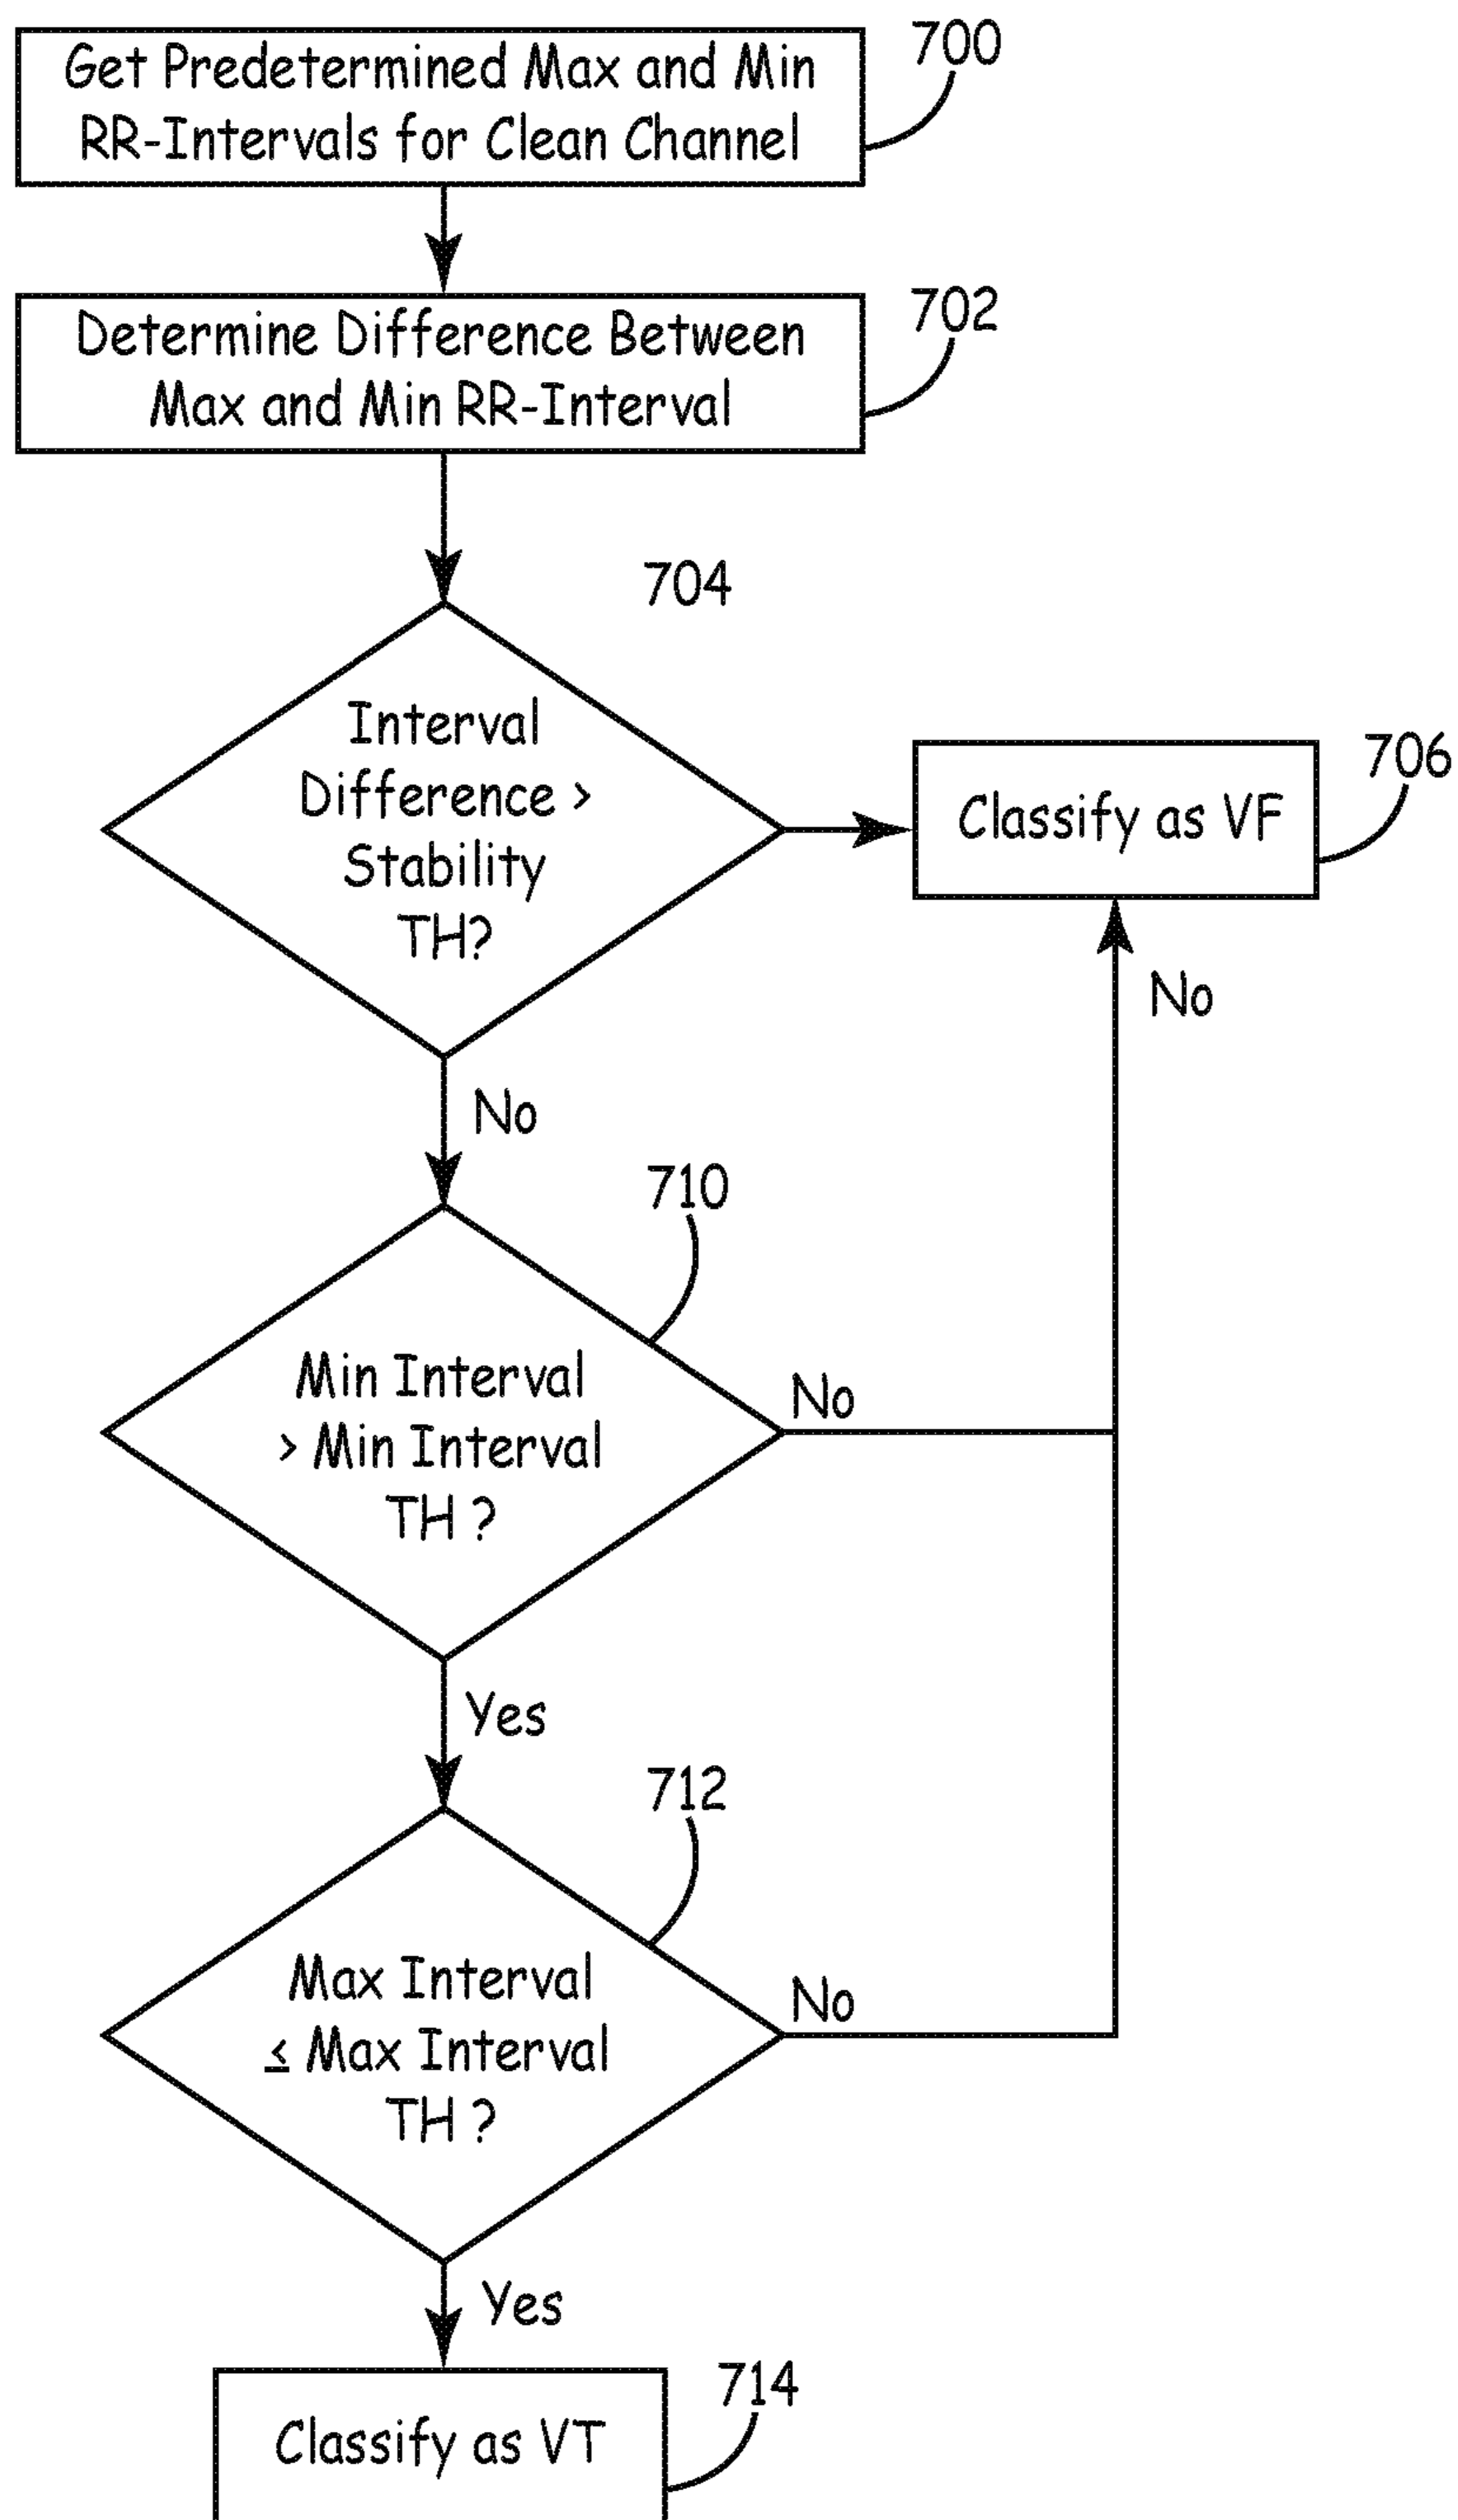 700
Get Predetermined Max and Min
RR-Intervals for Clean Channel
702
Determine Difference Between
Max and Min RR-Interval
704
Interval
Difference >
Stability
TH?
706
Classify as VF
No
No
710
Min Interval
> Min Interval
TH ?
No
Yes
712
Max Interval
≤ Max Interval
TH ?
No
Yes
714
Classify as VT